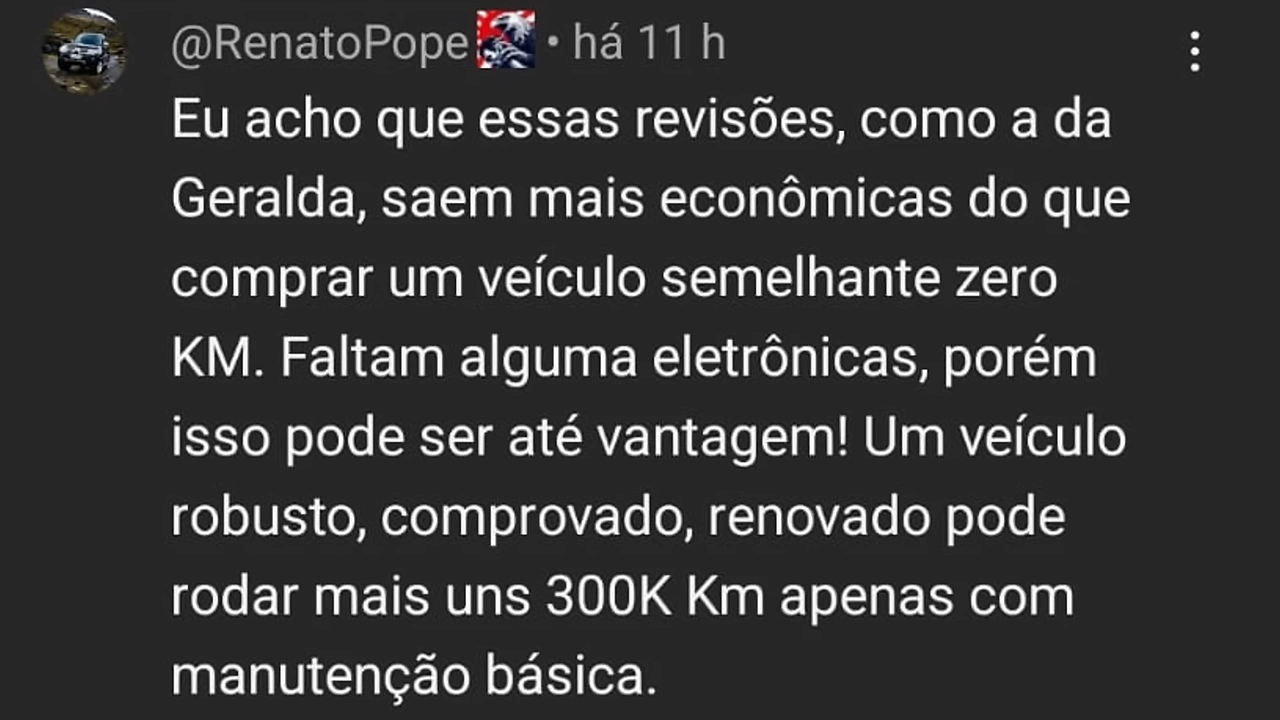 @RenatoPope • há 11 h
Eu acho que essas revisões, como a da
Geralda, saem mais econômicas do que
comprar um veículo semelhante zero
KM. Faltam alguma eletrônicas, porém
isso pode ser até vantagem! Um veículo
robusto, comprovado, renovado pode
rodar mais uns 300K Km apenas com
manutenção básica.